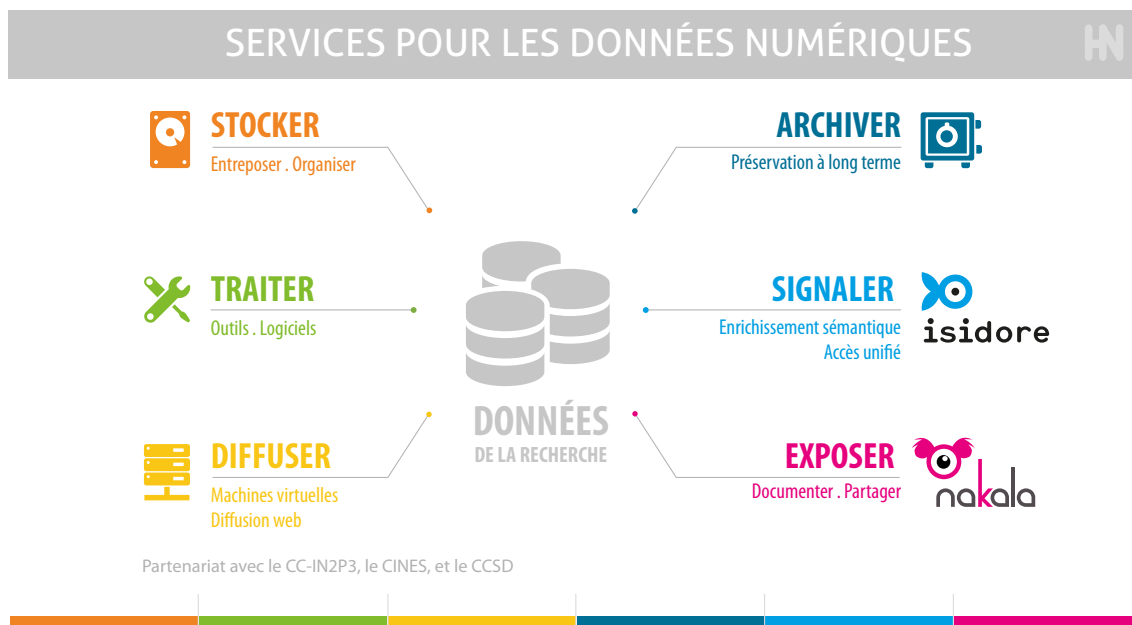 SERVICES POUR LES DONNÉES NUMÉRIQUES
HN
STOCKER
Entreposer . Organiser
TRAITER
Outils . Logiciels
DIFFUSER
Machines virtuelles
Diffusion web
DONNÉES
DE LA RECHERCHE
ARCHIVER
Préservation à long terme
SIGNALER
Enrichissement sémantique
Accès unifié
isidore
EXPOSER
Documenter . Partager
nakala
Partenariat avec le CC-IN2P3, le CINES, et le CCSD